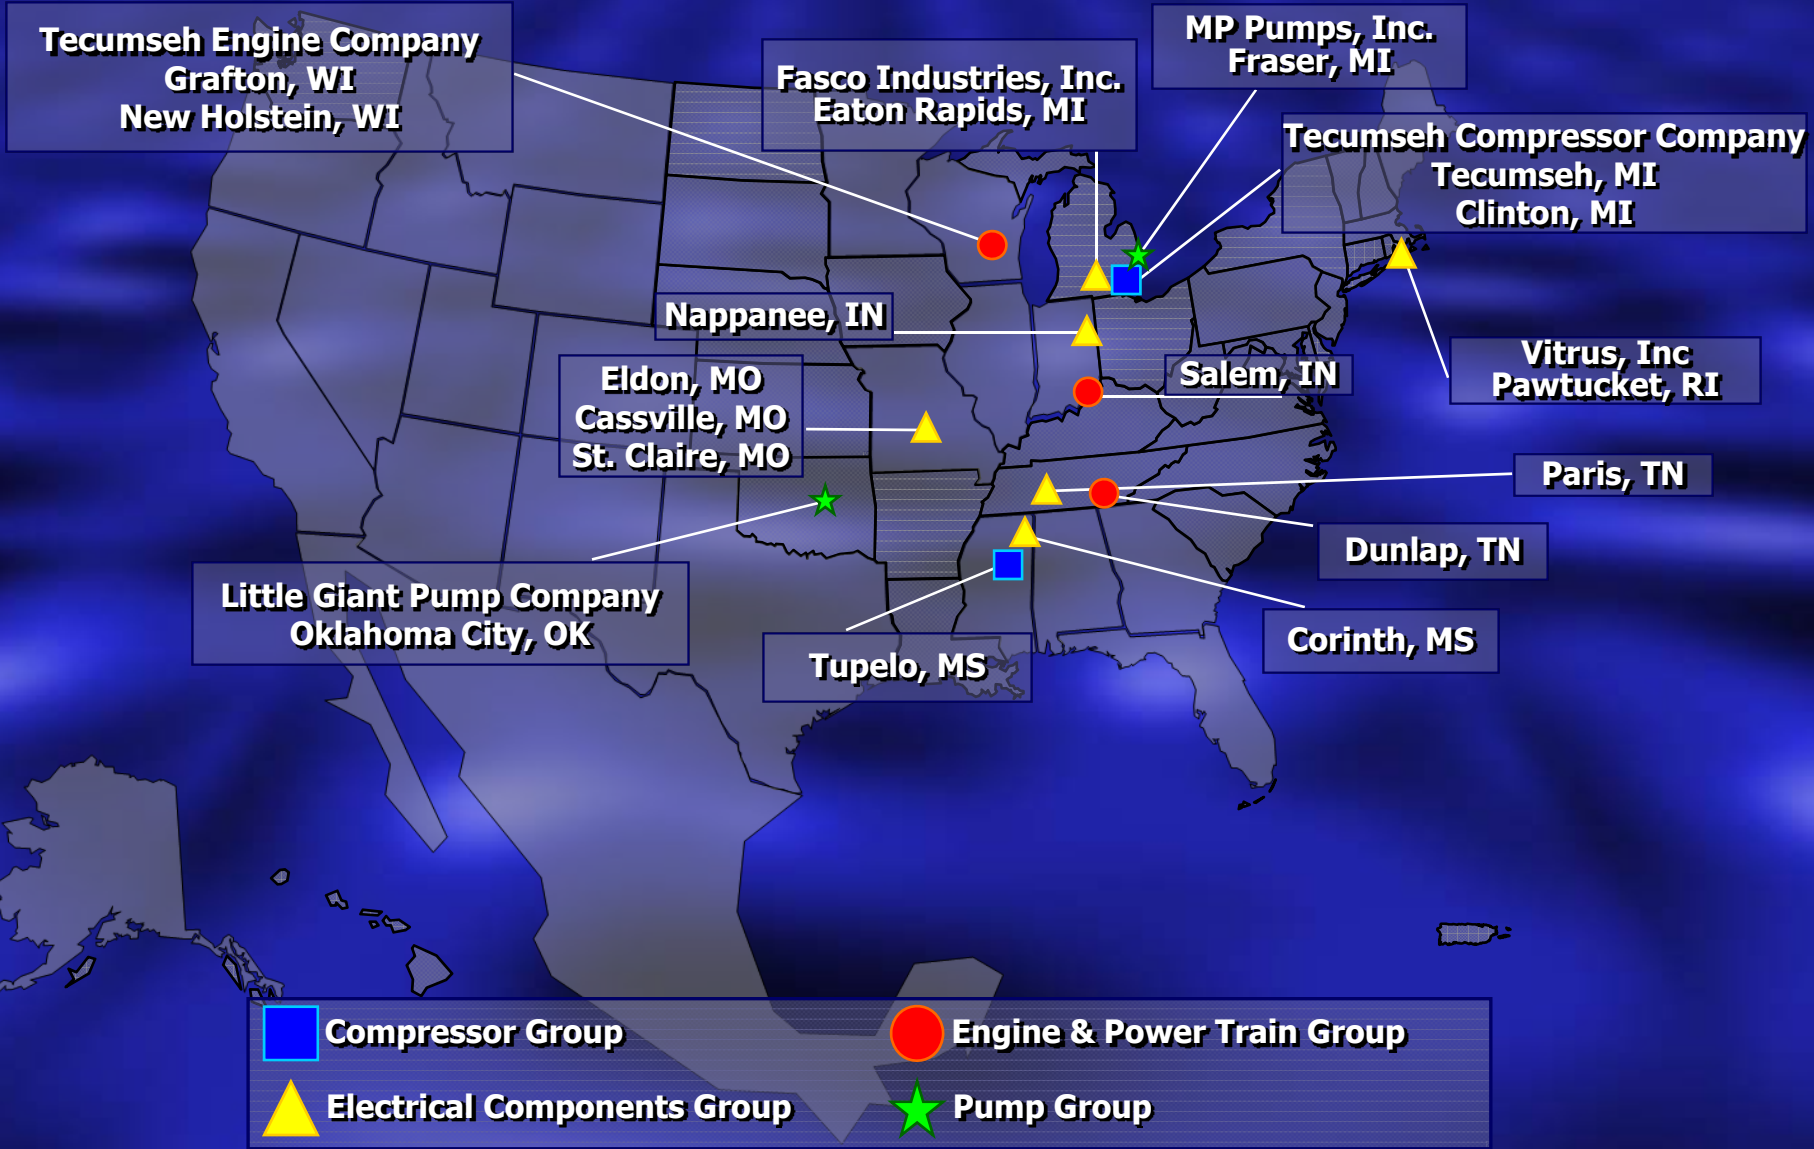 Tecumseh Engine Company
Grafton, WI
New Holstein, WI
Fasco Industries, Inc.
Eaton Rapids, MI
MP Pumps, Inc.
Fraser, MI
Tecumseh Compressor Company
Tecumseh, MI
Clinton, MI
Nappanee, IN
Vitrus, Inc
Pawtucket, RI
Eldon, MO
Cassville, MO
St. Claire, MO
Salem, IN
Paris, TN
Dunlap, TN
Little Giant Pump Company
Oklahoma City, OK
Tupelo, MS
Corinth, MS
Compressor Group
Engine & Power Train Group
Electrical Components Group
Pump Group